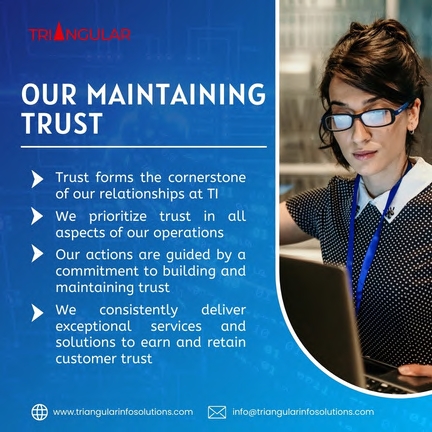 TRIANGULAR
OUR MAINTAINING
TRUST
Trust forms the cornerstone
of our relationships at TI
We prioritize trust in all
aspects of our operations
Our actions are guided by a
commitment to building and
maintaining trust
We consistently deliver
exceptional services and
solutions to earn and retain
customer trust
www.triangularinfosolutions.com
info@triangularinfosolutions.com